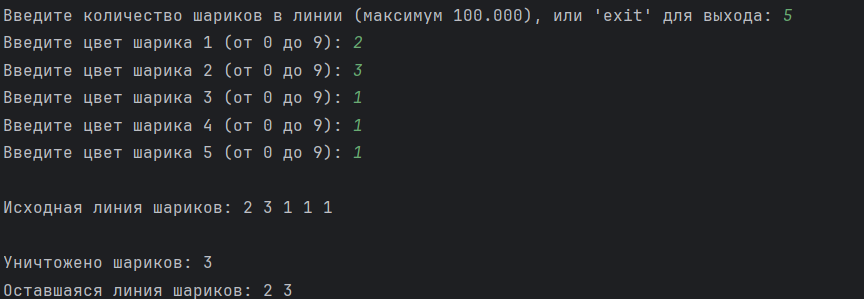 Введите количество шариков в линии (максимум 100.000), или 'exit' для выхода: 5
Введите цвет шарика 1 (от 0 до 9): 2
Введите цвет шарика 2 (от 0 до 9): 3
Введите цвет шарика 3 (от 0 до 9): 1
Введите цвет шарика 4 (от 0 до 9): 1
Введите цвет шарика 5 (от 0 до 9): 1
Исходная линия шариков: 2 3 1 1 1
Уничтожено шариков: 3
Оставшаяся линия шариков: 2 3